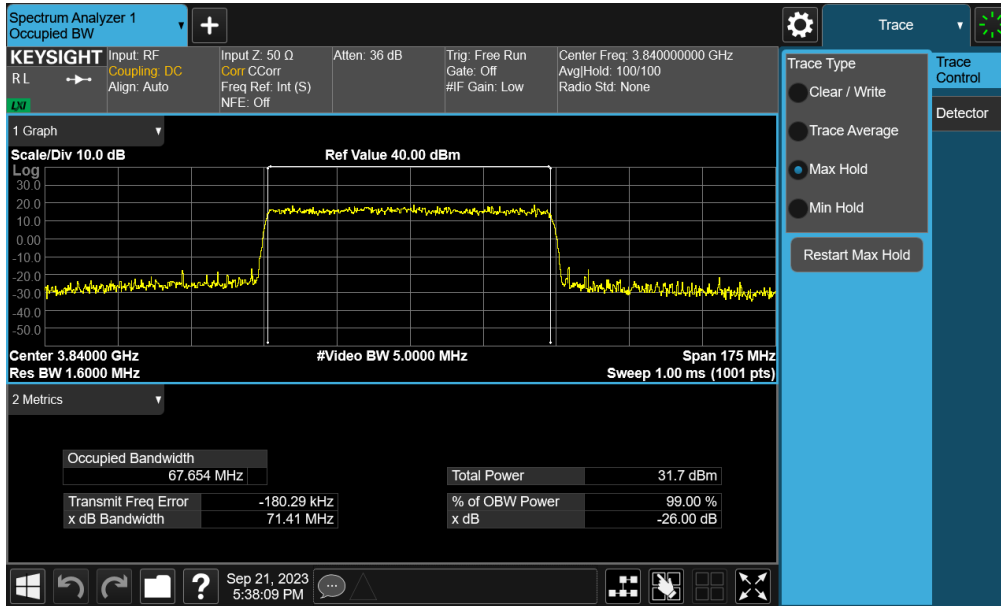 Spectrum Analyzer 1
Occupied BW
Trace
KEYSIGHT
R L
LXI
Input: RF
Coupling: DC
Align: Auto
Input Z: 50 Ω
Corr CCorr
Freq Ref: Int (S)
NFE: Off
Atten: 36 dB
Trig: Free Run
Gate: Off
#IF Gain: Low
Center Freq: 3.840000000 GHz
Avg|Hold: 100/100
Radio Std: None
1 Graph
Scale/Div 10.0 dB
Ref Value 40.00 dBm
Log
30.0
20.0
10.0
0.00
-10.0
-20.0
-30.0
-40.0
-50.0
Center 3.84000 GHz
#Video BW 5.0000 MHz
Span 175 MHz
Res BW 1.6000 MHz
Sweep 1.00 ms (1001 pts)
2 Metrics
Occupied Bandwidth
67.654 MHz
Total Power 31.7 dBm
Transmit Freq Error -180.29 kHz
% of OBW Power 99.00 %
x dB Bandwidth 71.41 MHz
x dB -26.00 dB
?
Sep 21, 2023
5:38:09 PM
Trace Type
Clear / Write
Trace Average
Max Hold
Min Hold
Restart Max Hold
Trace
Control
Detector